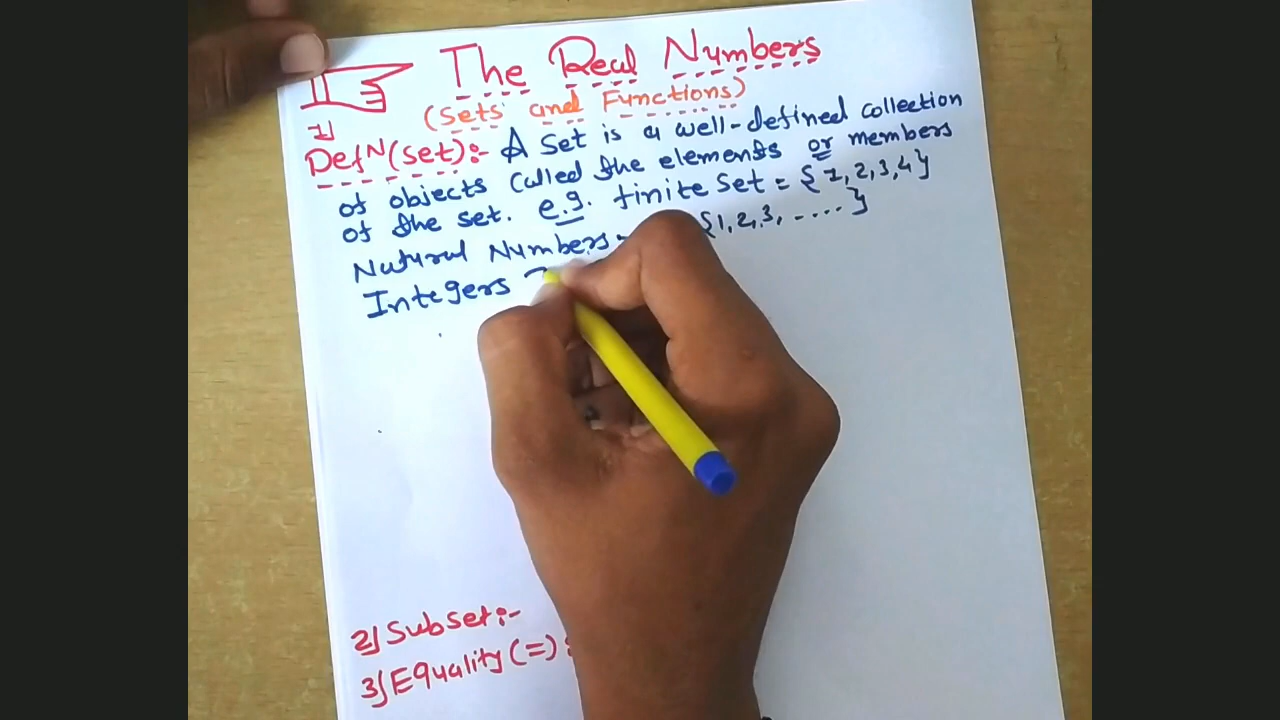 The Real Numbers
(Sets and Functions)
1)
Defᴺ(set):- A Set is a well-defined collection
of objects called the elements or members
of the set. e.g. finite Set = {1,2,3,4}
Natural Numbers {1,2,3, .....}
Integers
2) Subset:-
3) Equality (=) :